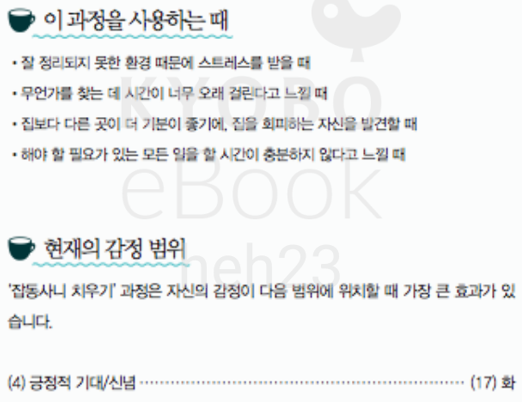 이 과정을 사용하는 때
• 잘 정리되지 못한 환경 때문에 스트레스를 받을 때
• 무언가를 찾는 데 시간이 너무 오래 걸린다고 느낄 때
• 집보다 다른 곳이 더 기분이 좋기에, 집을 회피하는 자신을 발견할 때
• 해야 할 필요가 있는 모든 일을 할 시간이 충분하지 않다고 느낄 때
KYOBO
eBook
현재의 감정 범위
neh23
'잡동사니 치우기' 과정은 자신의 감정이 다음 범위에 위치할 때 가장 큰 효과가 있
습니다.
(4) 긍정적 기대/신념 ······························································ (17) 화